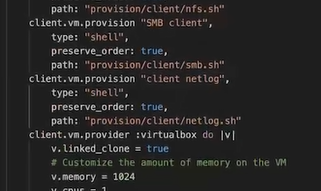 path: "provision/client/nfs.sh"
client.vm.provision "SMB client",
type: "shell",
preserve_order: true,
path: "provision/client/smb.sh"
client.vm.provision "client netlog",
type: "shell",
preserve_order: true,
path: "provision/client/netlog.sh"
client.vm.provider :virtualbox do |v|
v.linked_clone = true
# Customize the amount of memory on the VM
v.memory = 1024
v.cpus = 1